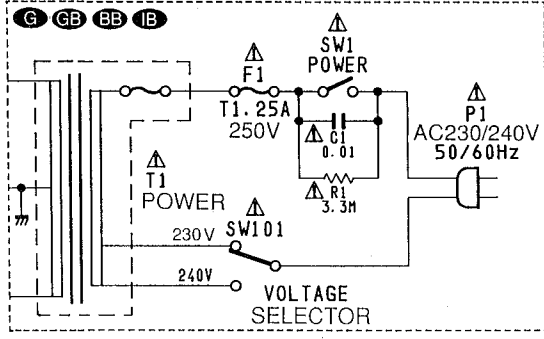 G GB BB IB
SW1
POWER
F1
T1.25A
250V
C1
0.01
R1
3.3M
P1
AC230/240V
50/60Hz
T1
POWER
230V
SW101
240V
VOLTAGE
SELECTOR